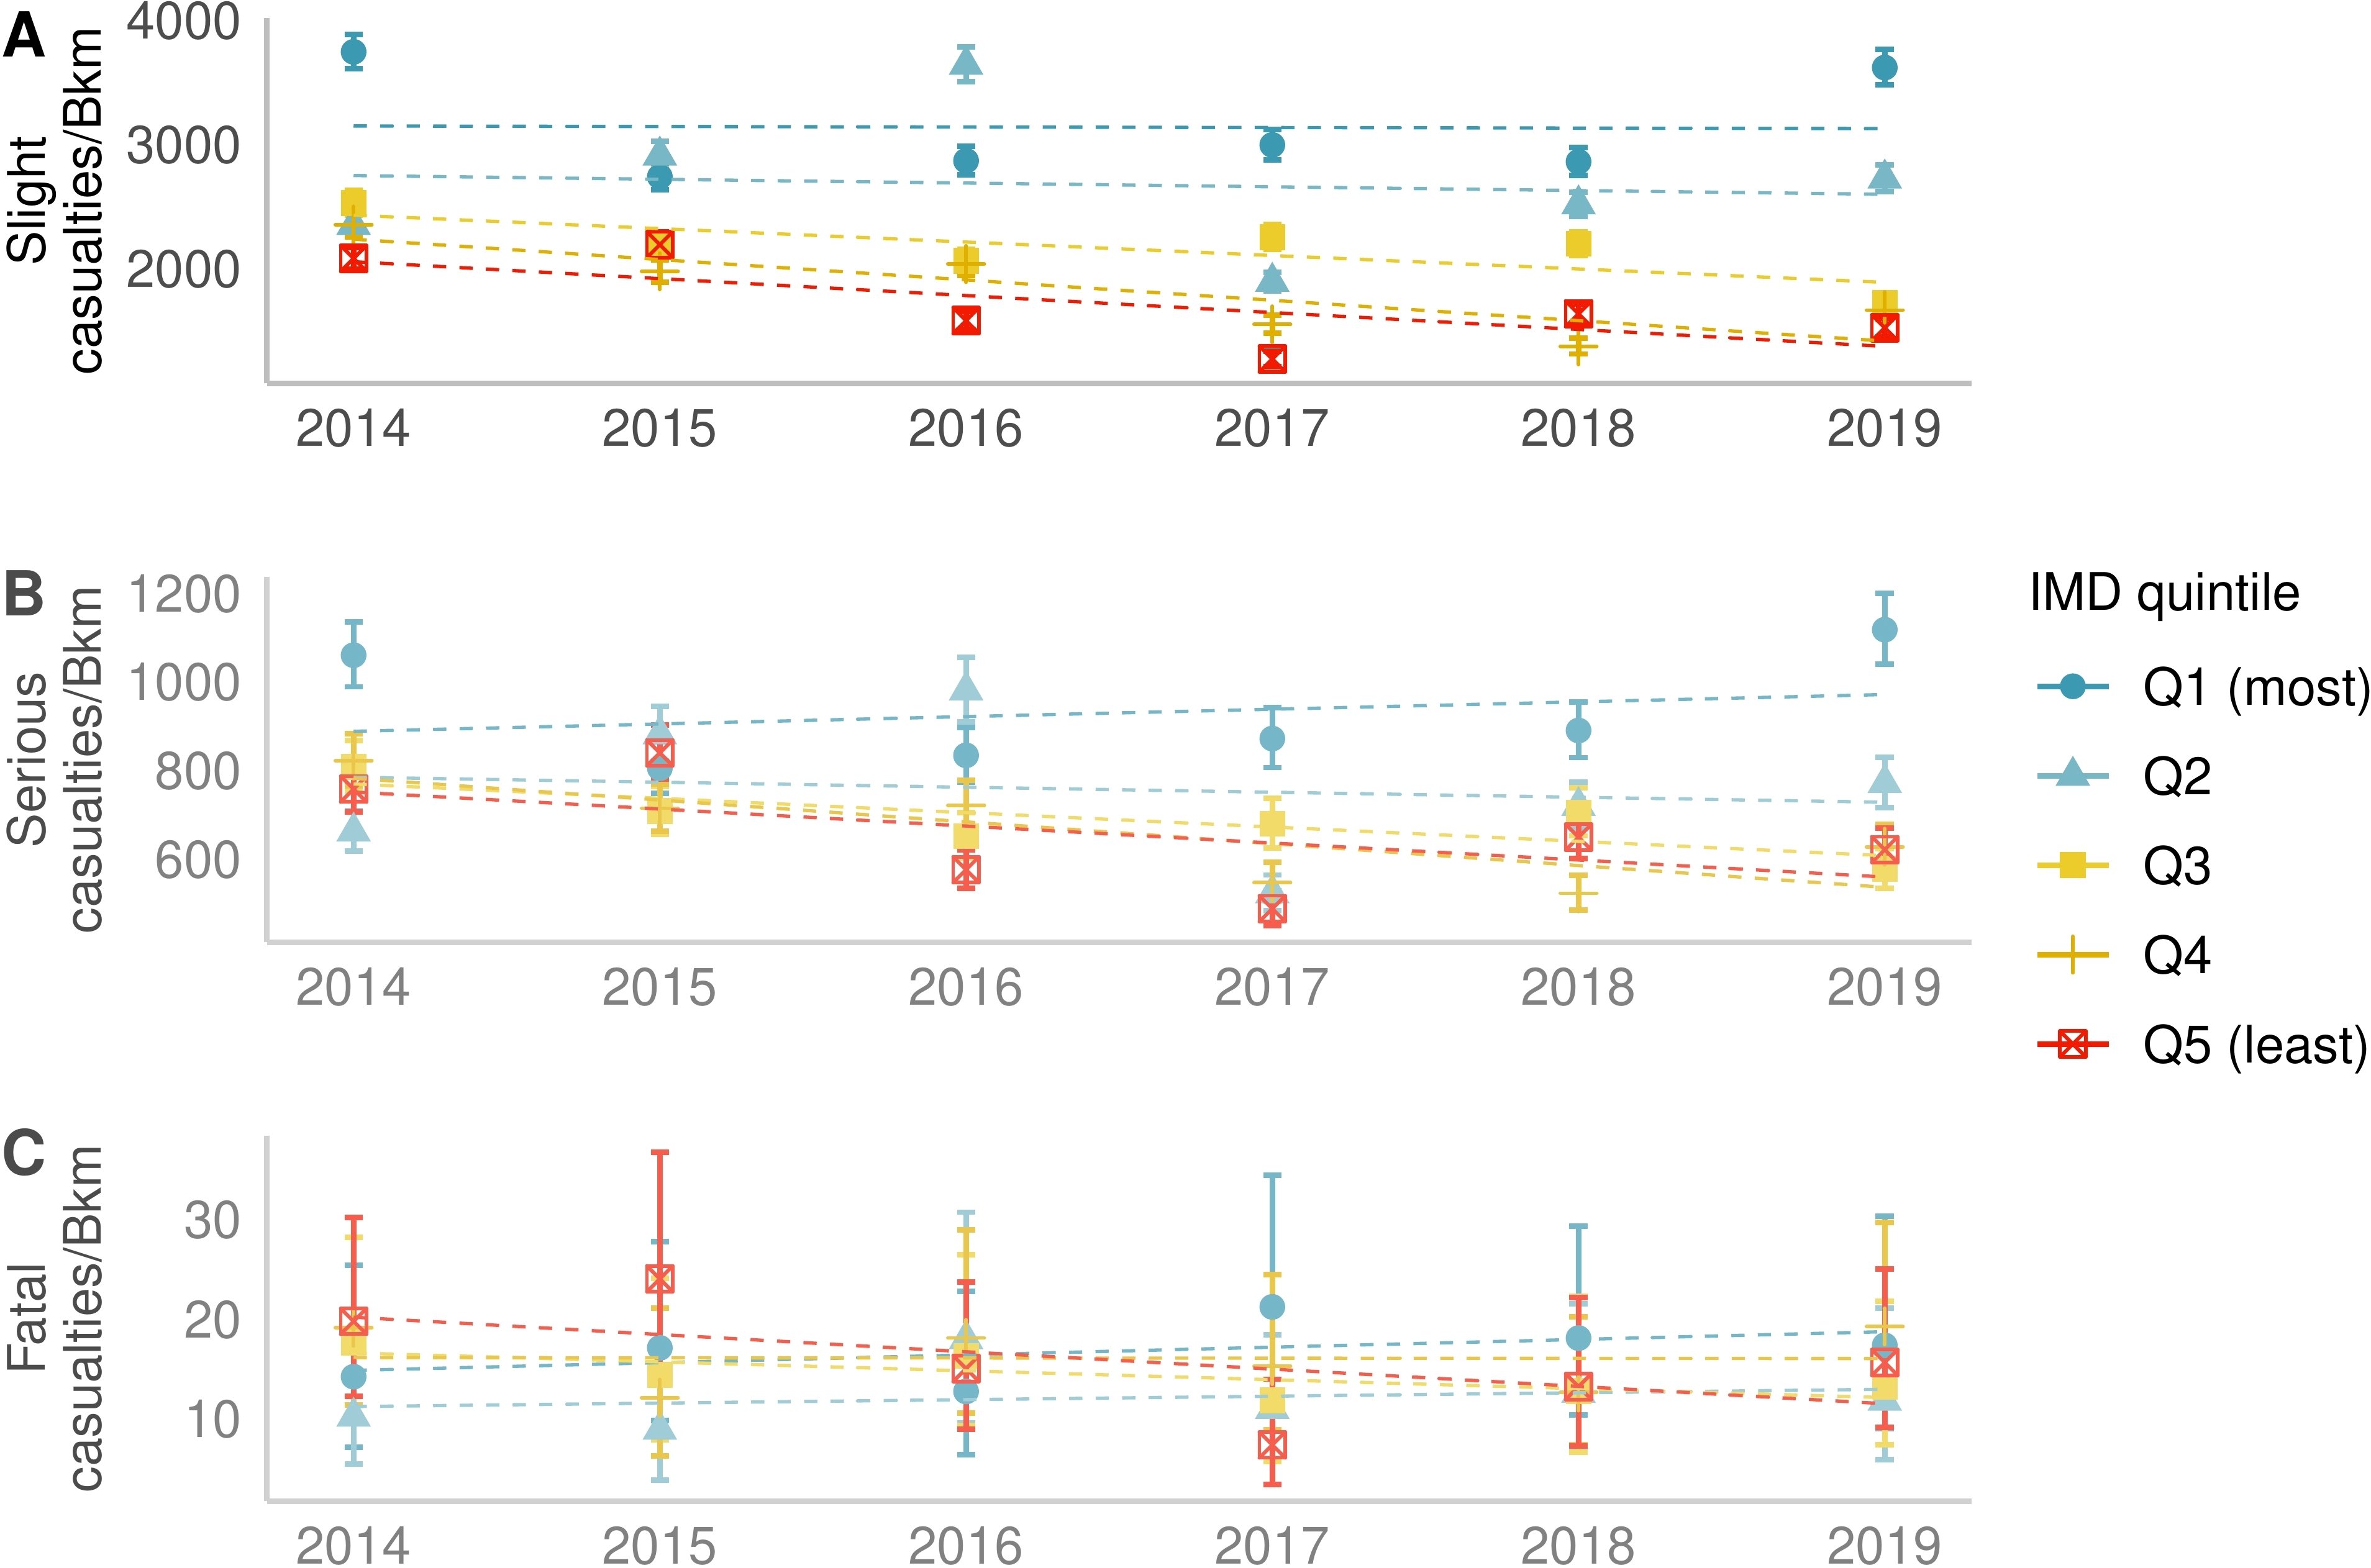 A
Slight
casualties/Bkm
4000
3000
2000
2014 2015 2016 2017 2018 2019
B
Serious
casualties/Bkm
1200
1000
800
600
2014 2015 2016 2017 2018 2019
C
Fatal
casualties/Bkm
30
20
10
2014 2015 2016 2017 2018 2019
IMD quintile
Q1 (most)
Q2
Q3
Q4
Q5 (least)